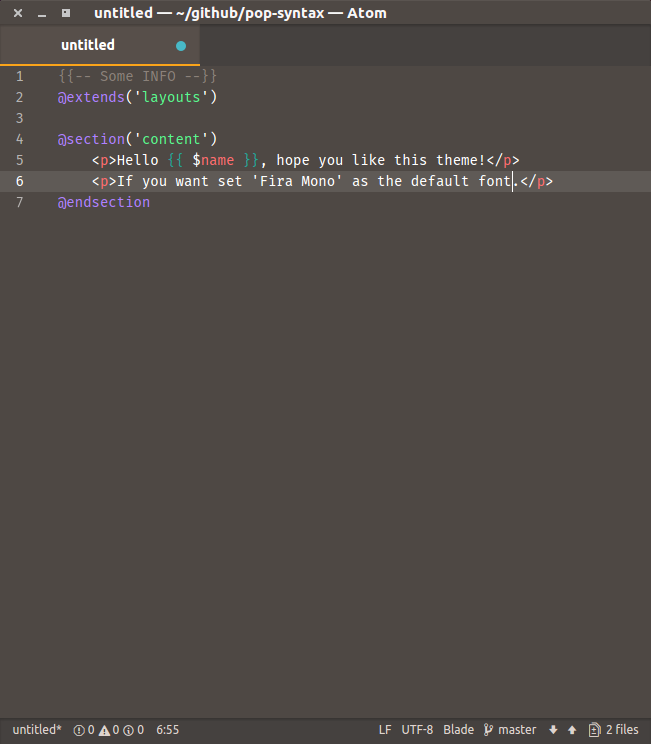 untitled — ~/github/pop-syntax — Atom
untitled
1 {{-- Some INFO --}}
2 @extends('layouts')
3
4 @section('content')
5 <p>Hello {{ $name }}, hope you like this theme!</p>
6 <p>If you want set 'Fira Mono' as the default font.</p>
7 @endsection
untitled* 0 0 0 6:55 LF UTF-8 Blade master 2 files